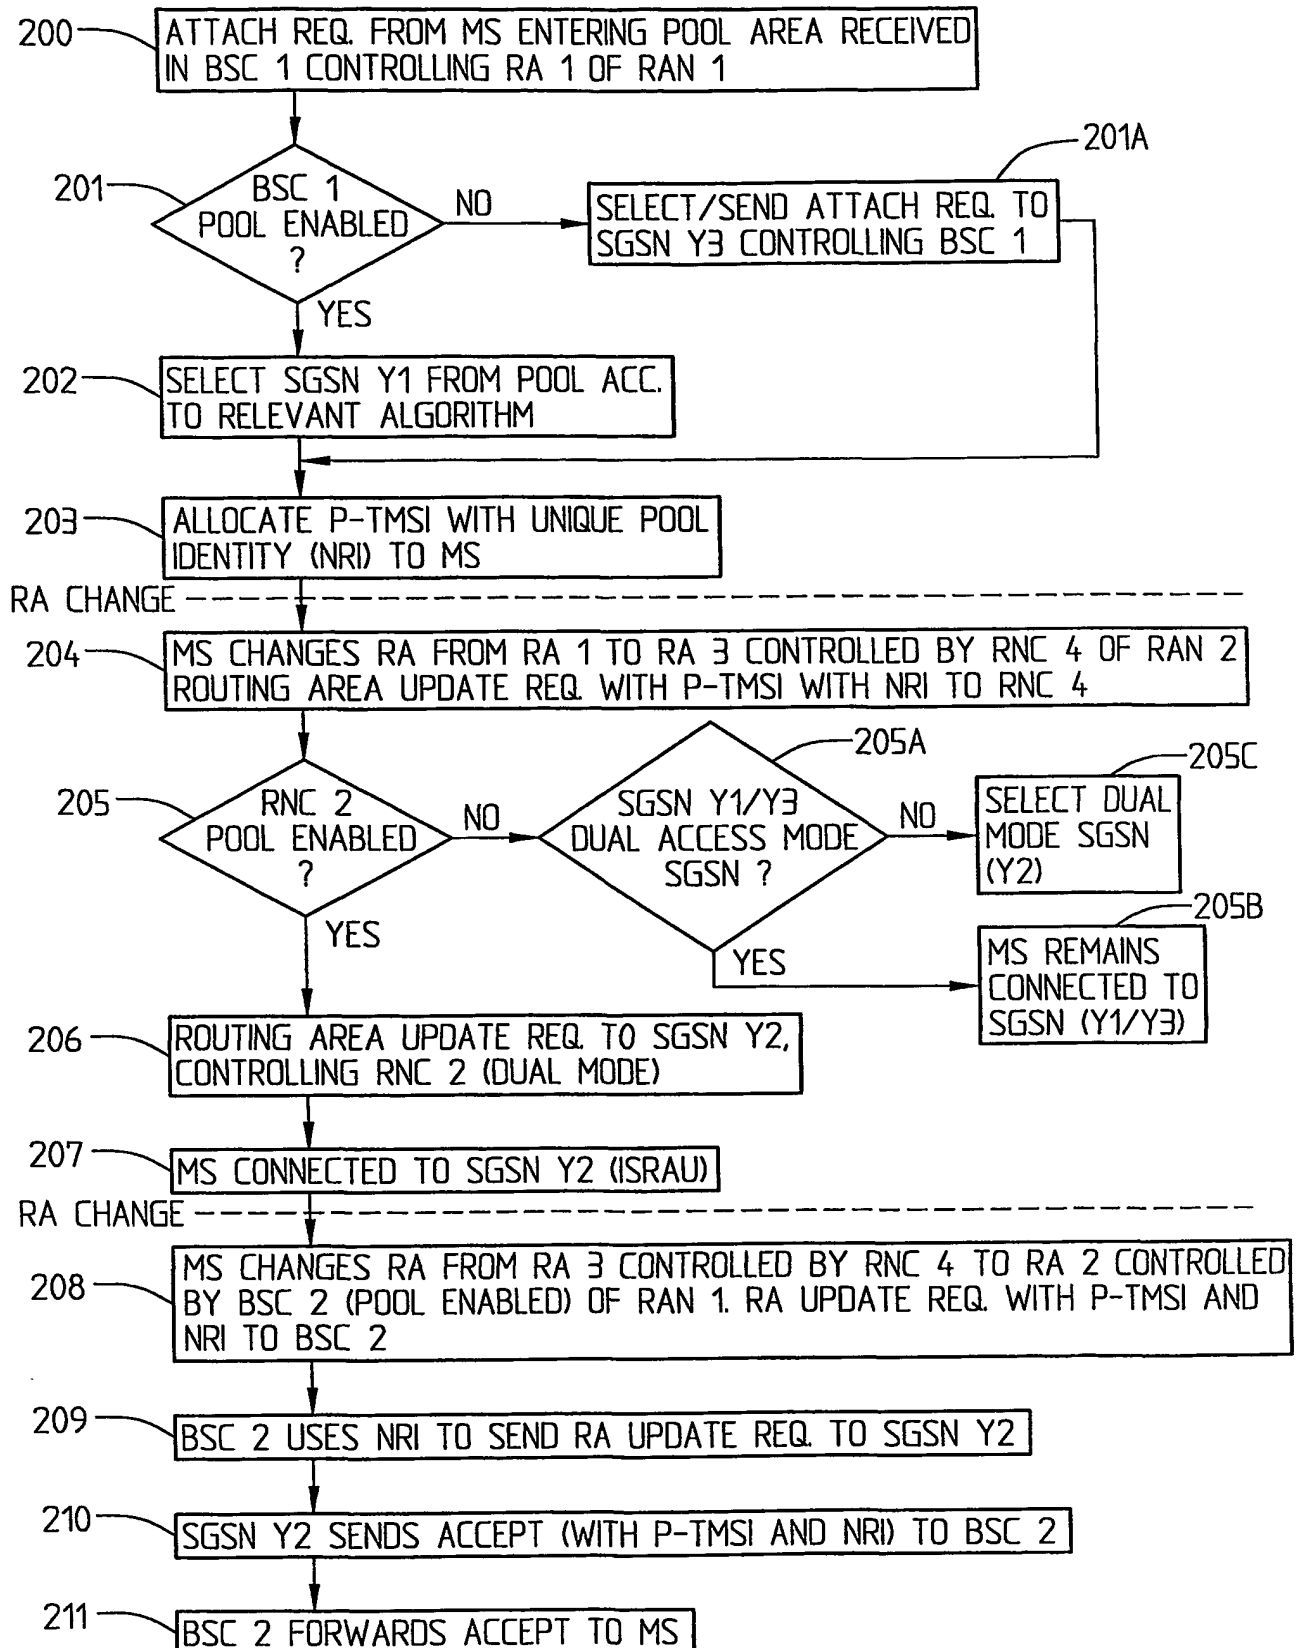 200
ATTACH REQ. FROM MS ENTERING POOL AREA RECEIVED
IN BSC 1 CONTROLLING RA 1 OF RAN 1
201A
201
BSC 1
POOL ENABLED
?
NO
SELECT/SEND ATTACH REQ. TO
SGSN Y3 CONTROLLING BSC 1
YES
202
SELECT SGSN Y1 FROM POOL ACC.
TO RELEVANT ALGORITHM
203
ALLOCATE P-TMSI WITH UNIQUE POOL
IDENTITY (NRI) TO MS
RA CHANGE
204
MS CHANGES RA FROM RA 1 TO RA 3 CONTROLLED BY RNC 4 OF RAN 2
ROUTING AREA UPDATE REQ. WITH P-TMSI WITH NRI TO RNC 4
205A
205C
205
RNC 2
POOL ENABLED
?
NO
SGSN Y1/Y3
DUAL ACCESS MODE
SGSN ?
NO
SELECT DUAL
MODE SGSN
(Y2)
205B
YES
YES
MS REMAINS
CONNECTED TO
SGSN (Y1/Y3)
206
ROUTING AREA UPDATE REQ. TO SGSN Y2,
CONTROLLING RNC 2 (DUAL MODE)
207
MS CONNECTED TO SGSN Y2 (ISRAU)
RA CHANGE
208
MS CHANGES RA FROM RA 3 CONTROLLED BY RNC 4 TO RA 2 CONTROLLED
BY BSC 2 (POOL ENABLED) OF RAN 1. RA UPDATE REQ. WITH P-TMSI AND
NRI TO BSC 2
209
BSC 2 USES NRI TO SEND RA UPDATE REQ. TO SGSN Y2
210
SGSN Y2 SENDS ACCEPT (WITH P-TMSI AND NRI) TO BSC 2
211
BSC 2 FORWARDS ACCEPT TO MS